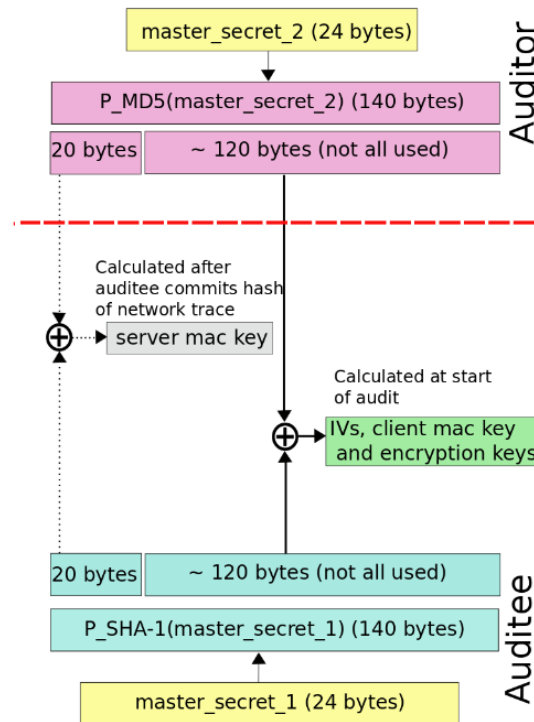 master_secret_2 (24 bytes)
Auditor
P_MD5(master_secret_2) (140 bytes)
20 bytes
~ 120 bytes (not all used)
Calculated after
auditee commits hash
of network trace
server mac key
Calculated at start
of audit
IVs, client mac key
and encryption keys
20 bytes
~ 120 bytes (not all used)
Auditee
P_SHA-1(master_secret_1) (140 bytes)
master_secret_1 (24 bytes)